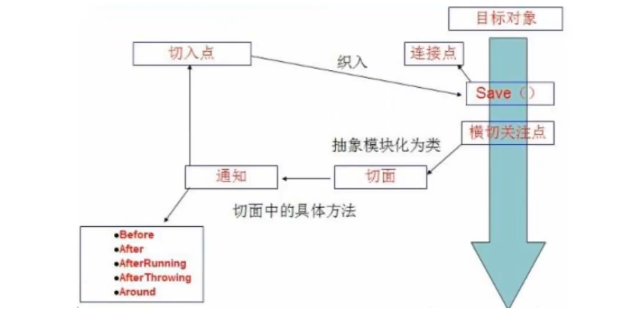 目标对象
切入点
织入
连接点
Save（）
横切关注点
抽象模块化为类
通知
切面
切面中的具体方法
●Before
●After
●AfterRunning
●AfterThrowing
●Around